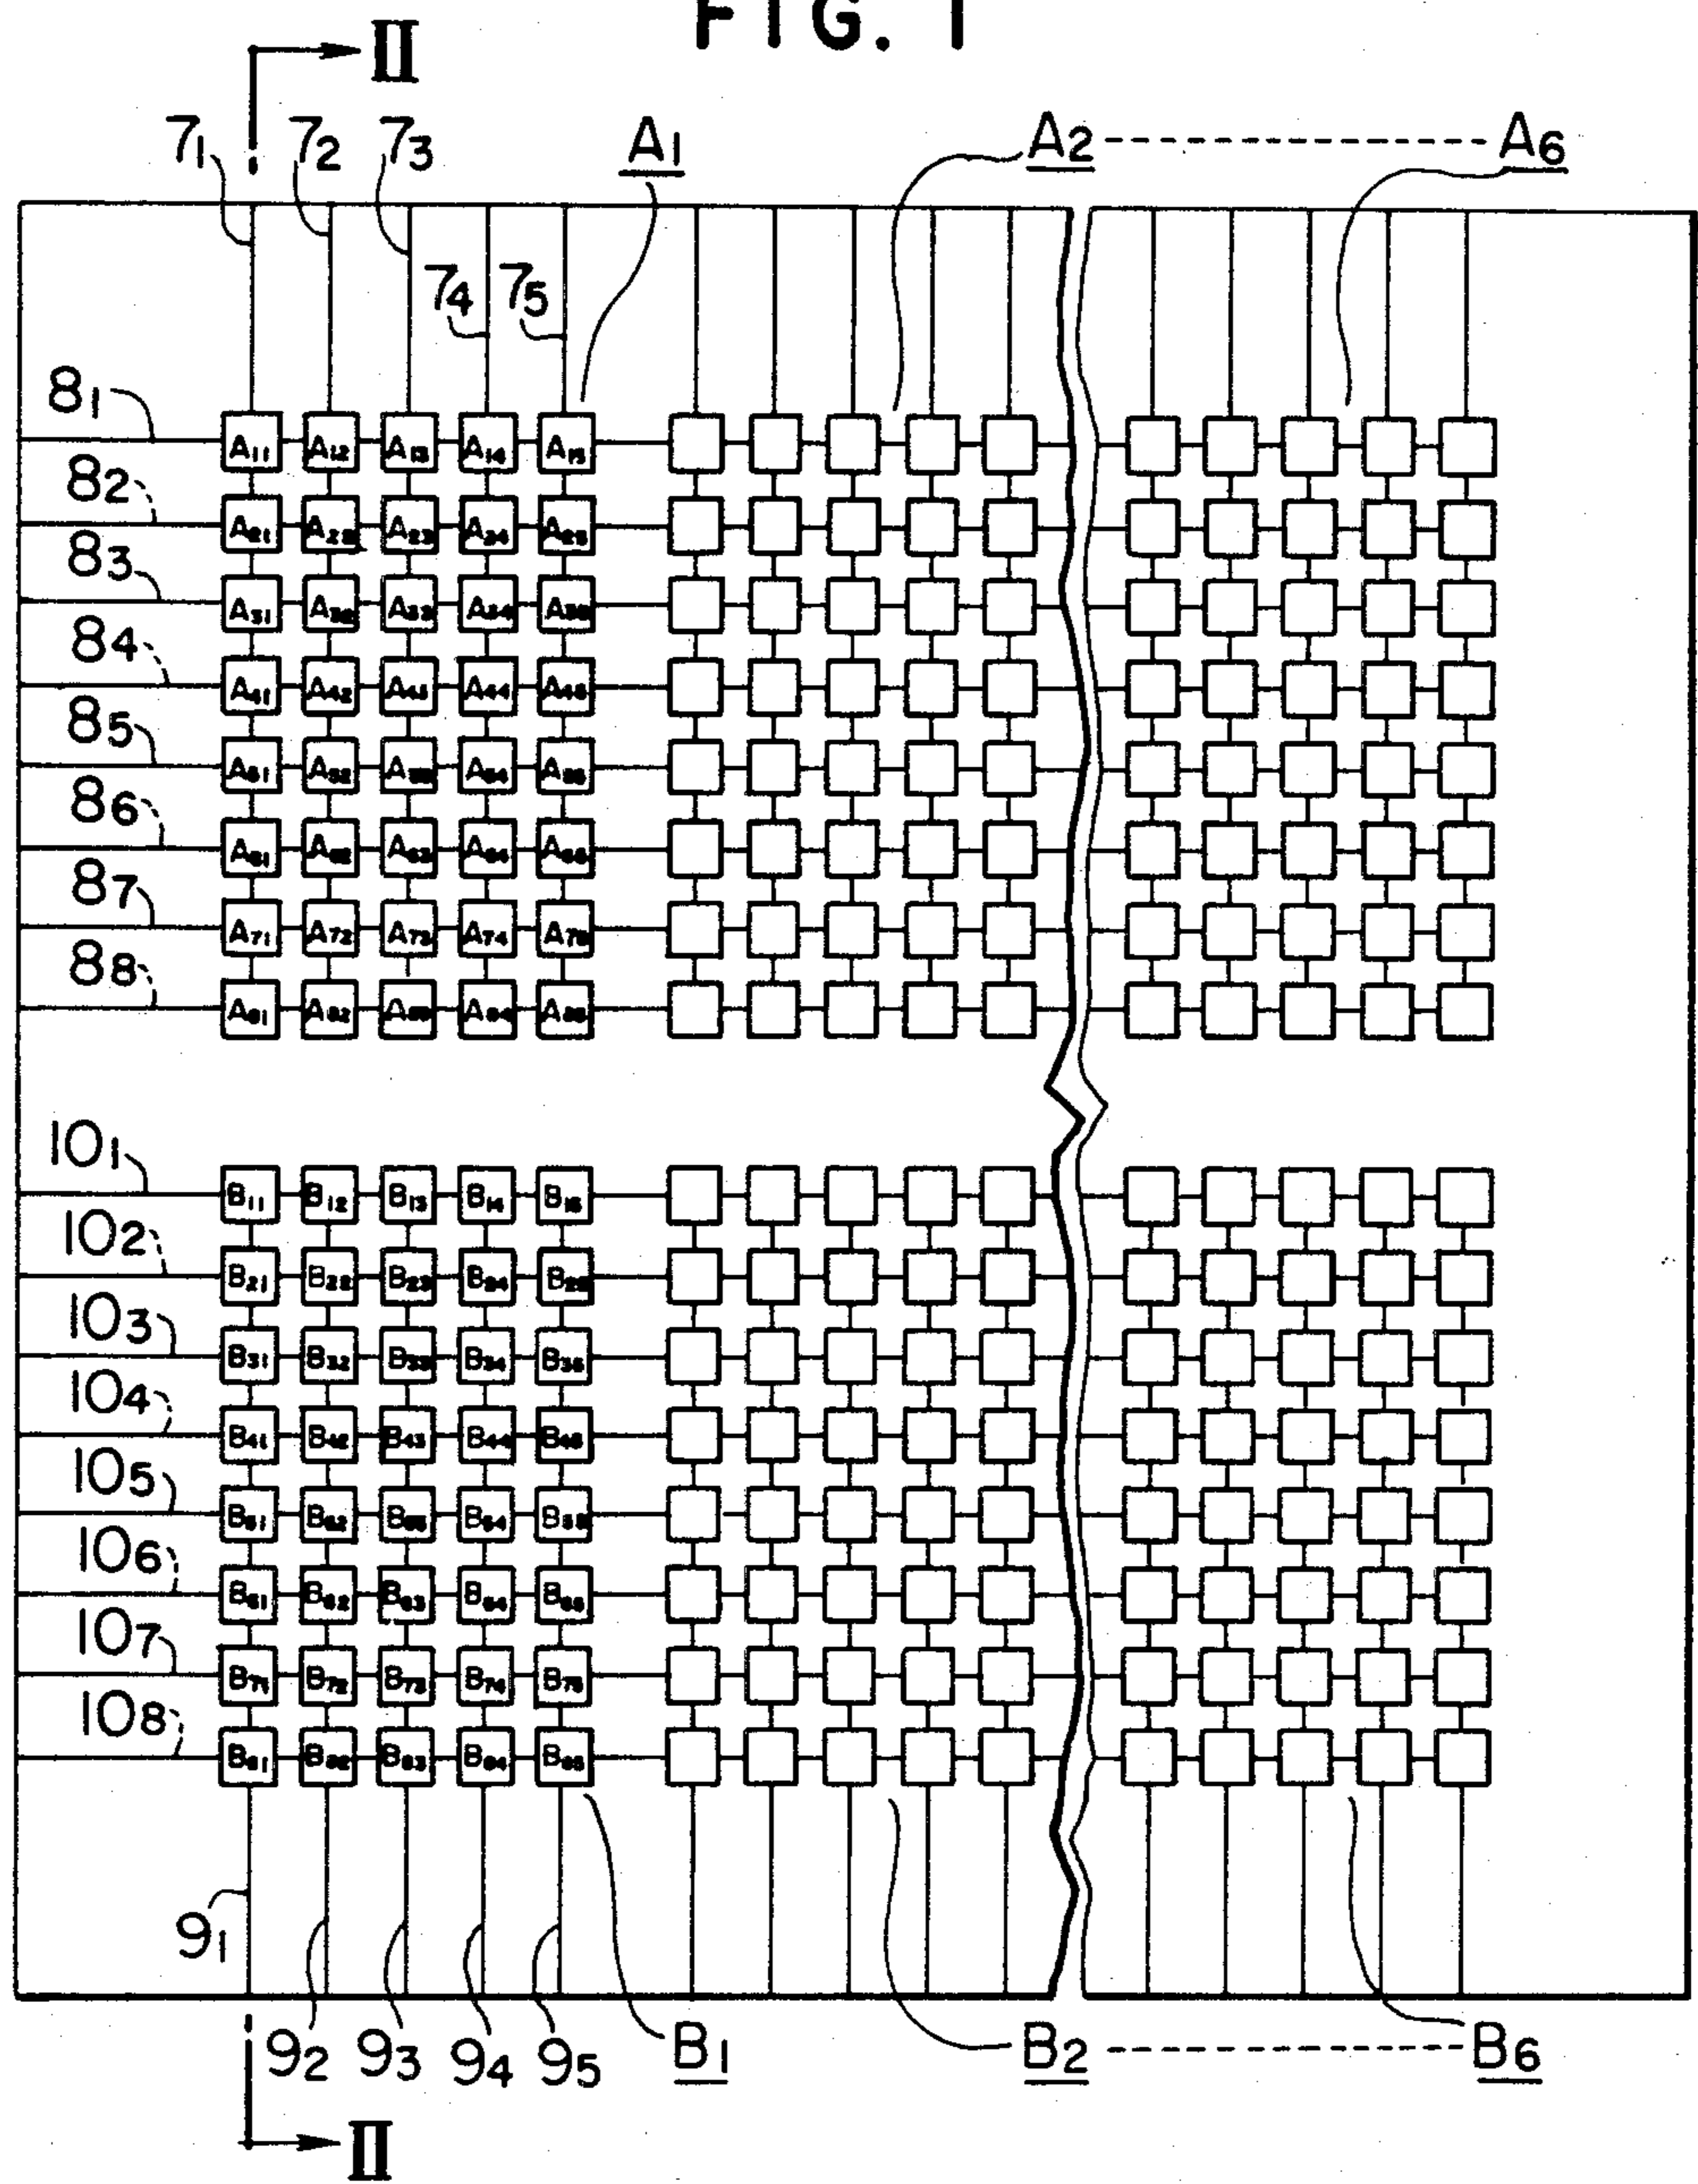 FIG. 1
II
7₁ 7₂ 7₃ A₁ A₂ A₆
7₄ 7₅
8₁
A₁₁ A₁₂ A₁₃ A₁₄ A₁₅
8₂
A₂₁ A₂₂ A₂₃ A₂₄ A₂₅
8₃
A₃₁ A₃₂ A₃₃ A₃₄ A₃₅
8₄
A₄₁ A₄₂ A₄₃ A₄₄ A₄₅
8₅
A₅₁ A₅₂ A₅₃ A₅₄ A₅₅
8₆
A₆₁ A₆₂ A₆₃ A₆₄ A₆₅
8₇
A₇₁ A₇₂ A₇₃ A₇₄ A₇₅
8₈
A₈₁ A₈₂ A₈₃ A₈₄ A₈₅
10₁
B₁₁ B₁₂ B₁₃ B₁₄ B₁₅
10₂
B₂₁ B₂₂ B₂₃ B₂₄ B₂₅
10₃
B₃₁ B₃₂ B₃₃ B₃₄ B₃₅
10₄
B₄₁ B₄₂ B₄₃ B₄₄ B₄₅
10₅
B₅₁ B₅₂ B₅₃ B₅₄ B₅₅
10₆
B₆₁ B₆₂ B₆₃ B₆₄ B₆₅
10₇
B₇₁ B₇₂ B₇₃ B₇₄ B₇₅
10₈
B₈₁ B₈₂ B₈₃ B₈₄ B₈₅
9₁
9₂ 9₃ 9₄ 9₅ B₁ B₂ B₆
II